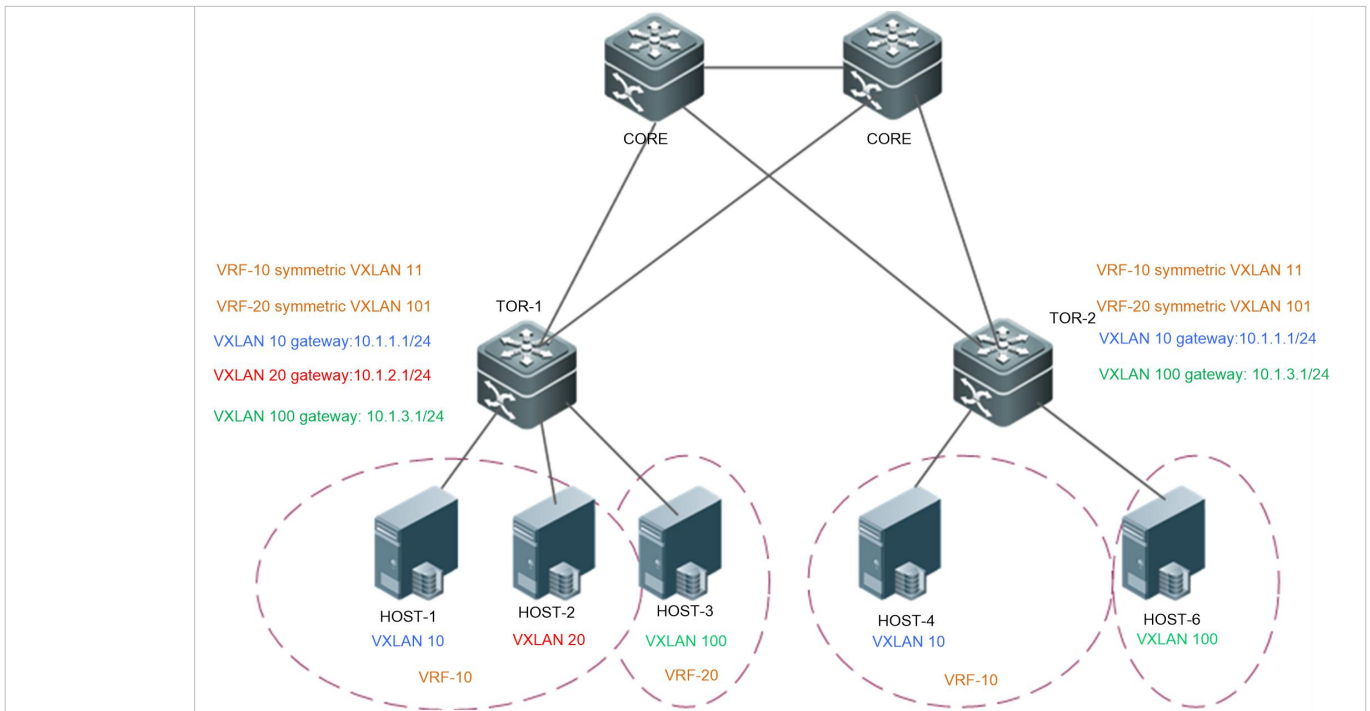 CORE
CORE
VRF-10 symmetric VXLAN 11
VRF-20 symmetric VXLAN 101
VXLAN 10 gateway:10.1.1.1/24
VXLAN 20 gateway:10.1.2.1/24
VXLAN 100 gateway: 10.1.3.1/24
TOR-1
TOR-2
VRF-10 symmetric VXLAN 11
VRF-20 symmetric VXLAN 101
VXLAN 10 gateway:10.1.1.1/24
VXLAN 100 gateway: 10.1.3.1/24
HOST-1
VXLAN 10
HOST-2
VXLAN 20
HOST-3
VXLAN 100
HOST-4
VXLAN 10
HOST-6
VXLAN 100
VRF-10
VRF-20
VRF-10